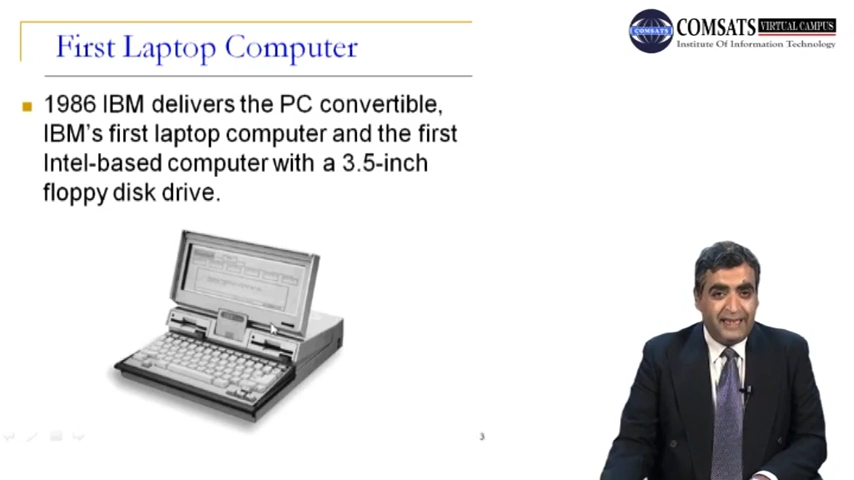 First Laptop Computer
1986 IBM delivers the PC convertible,
IBM's first laptop computer and the first
Intel-based computer with a 3.5-inch
floppy disk drive.
3
COMSATS
COMSATS VIRTUAL CAMPUS
Institute Of Information Technology